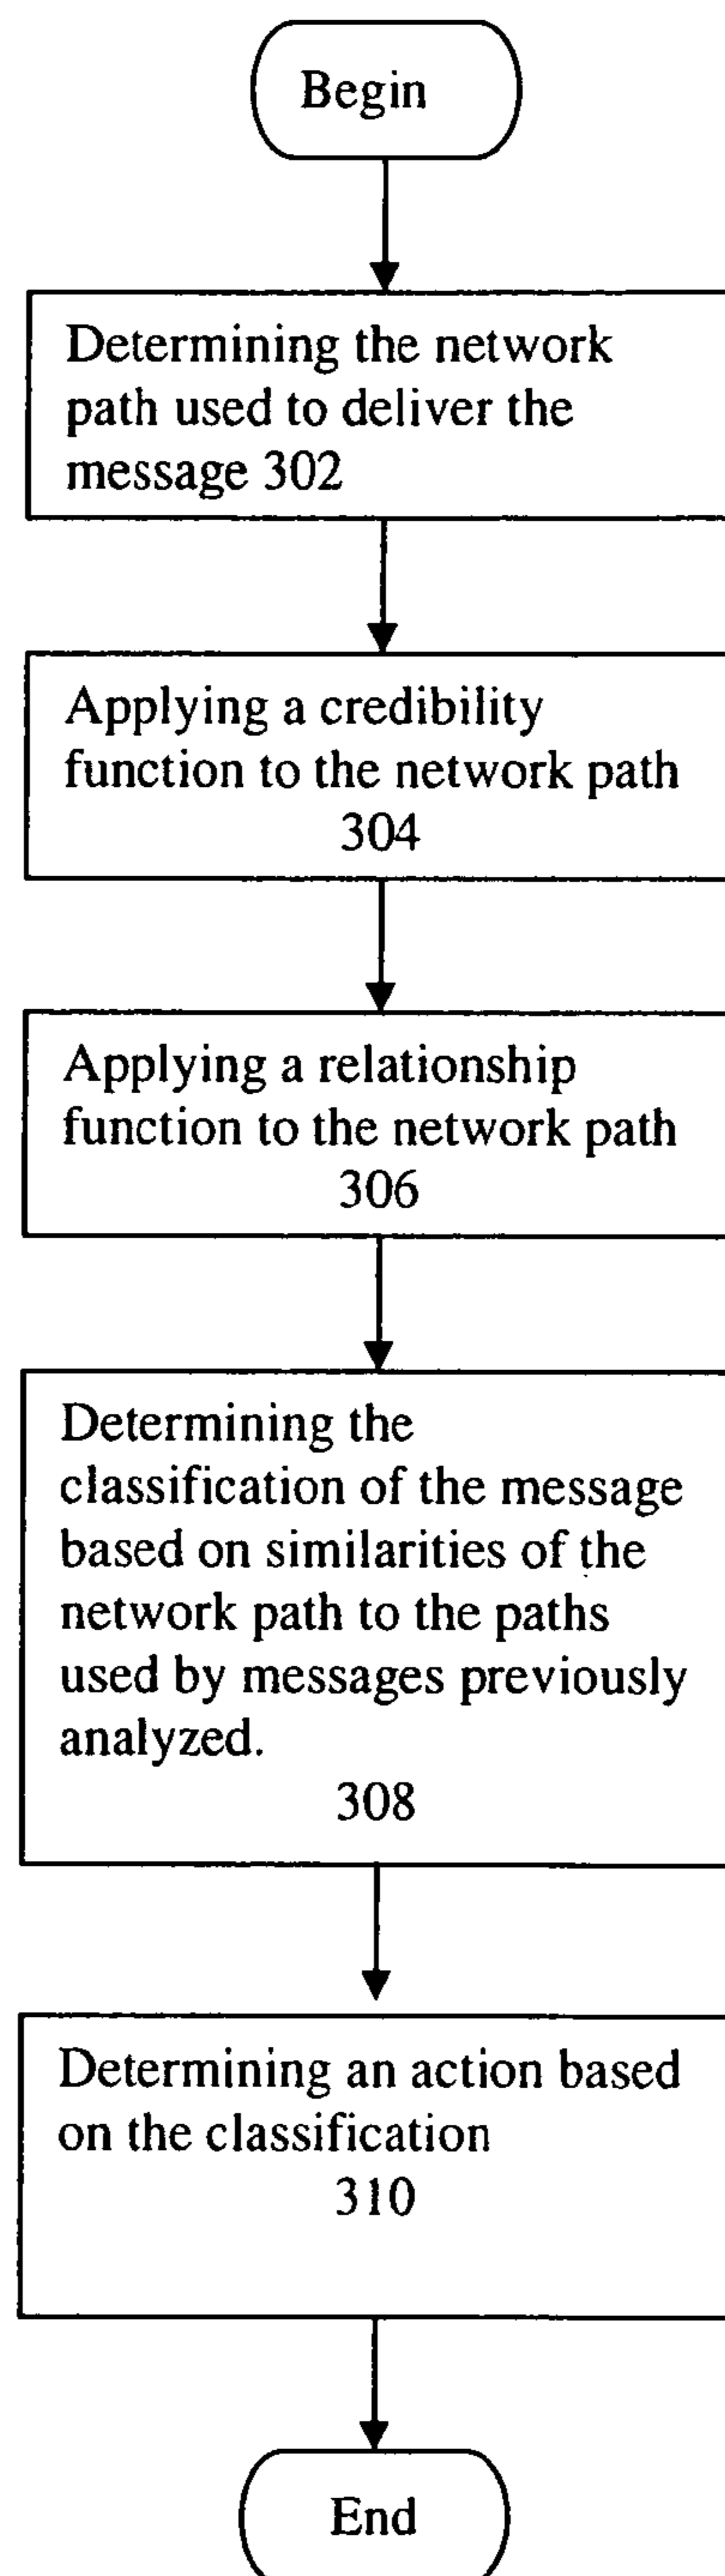 Begin
Determining the network
path used to deliver the
message 302
Applying a credibility
function to the network path
304
Applying a relationship
function to the network path
306
Determining the
classification of the message
based on similarities of the
network path to the paths
used by messages previously
analyzed.
308
Determining an action based
on the classification
310
End